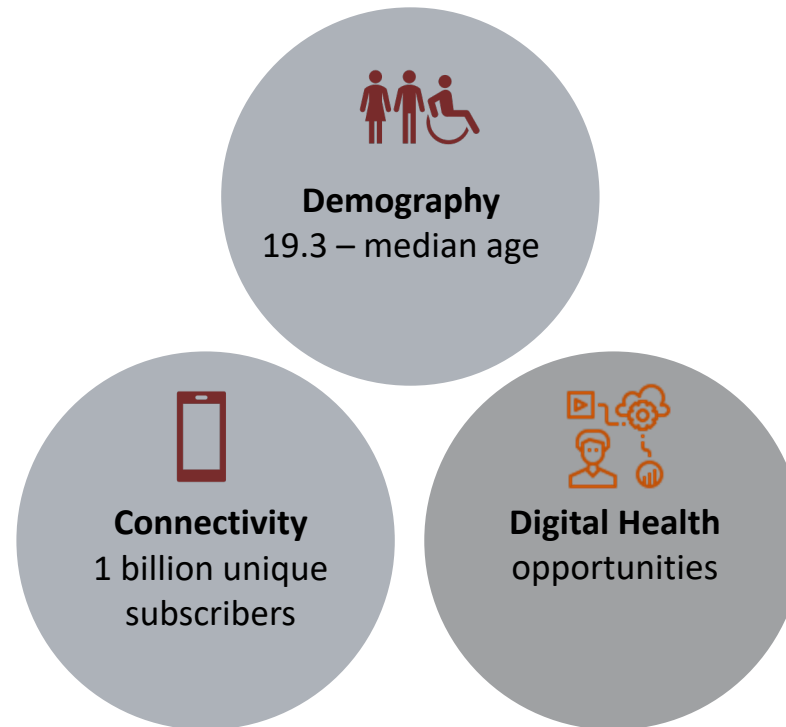 Demography
19.3 – median age
Connectivity
1 billion unique
subscribers
Digital Health
opportunities